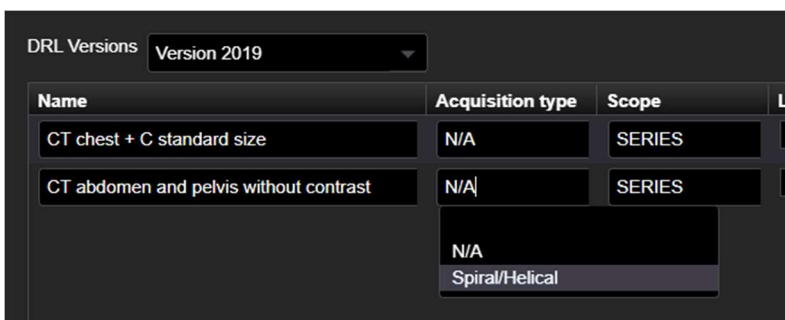 DRL Versions Version 2019
Name Acquisition type Scope L
CT chest + C standard size N/A SERIES
CT abdomen and pelvis without contrast N/A SERIES
N/A
Spiral/Helical